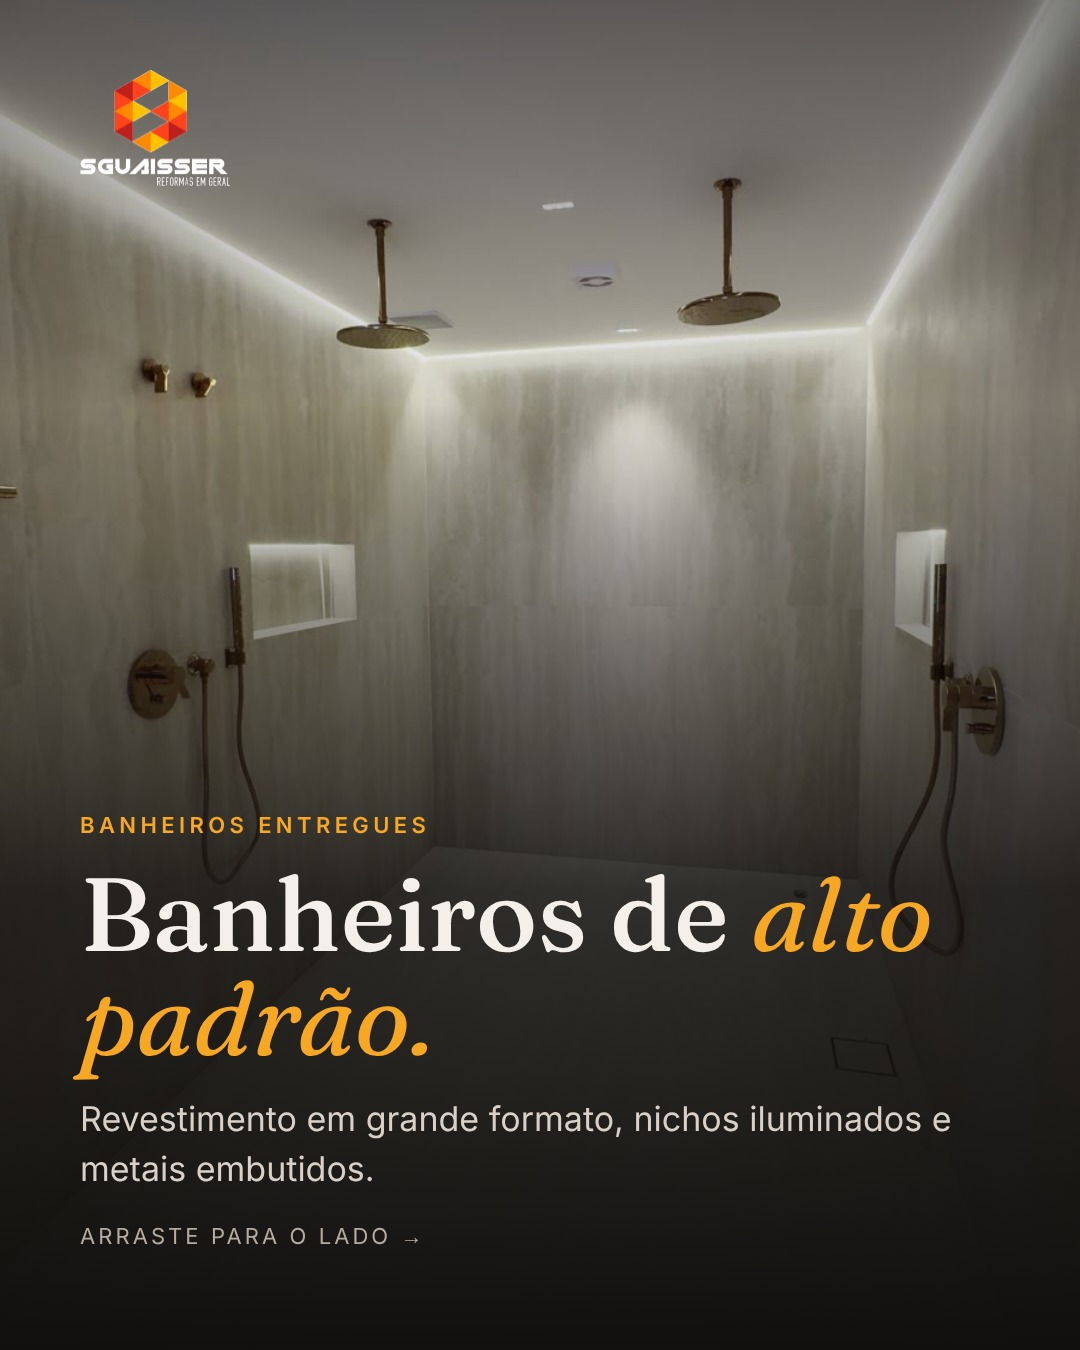 SGUAISSER
REFORMAS EM GERAL
BANHEIROS ENTREGUES
Banheiros de alto
padrão.
Revestimento em grande formato, nichos iluminados e
metais embutidos.
ARRASTE PARA O LADO →